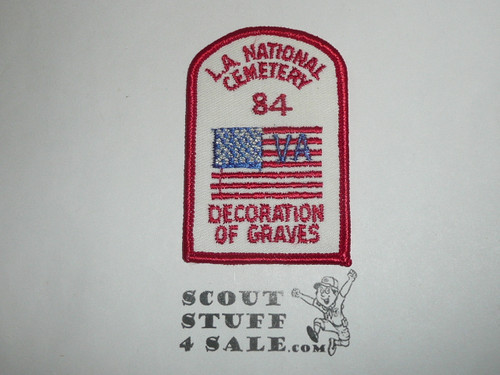 L.A. NATIONAL
CEMETERY
84
VA
DECORATION
OF GRAVES
SCOUT
STUFF
4 SALE.COM